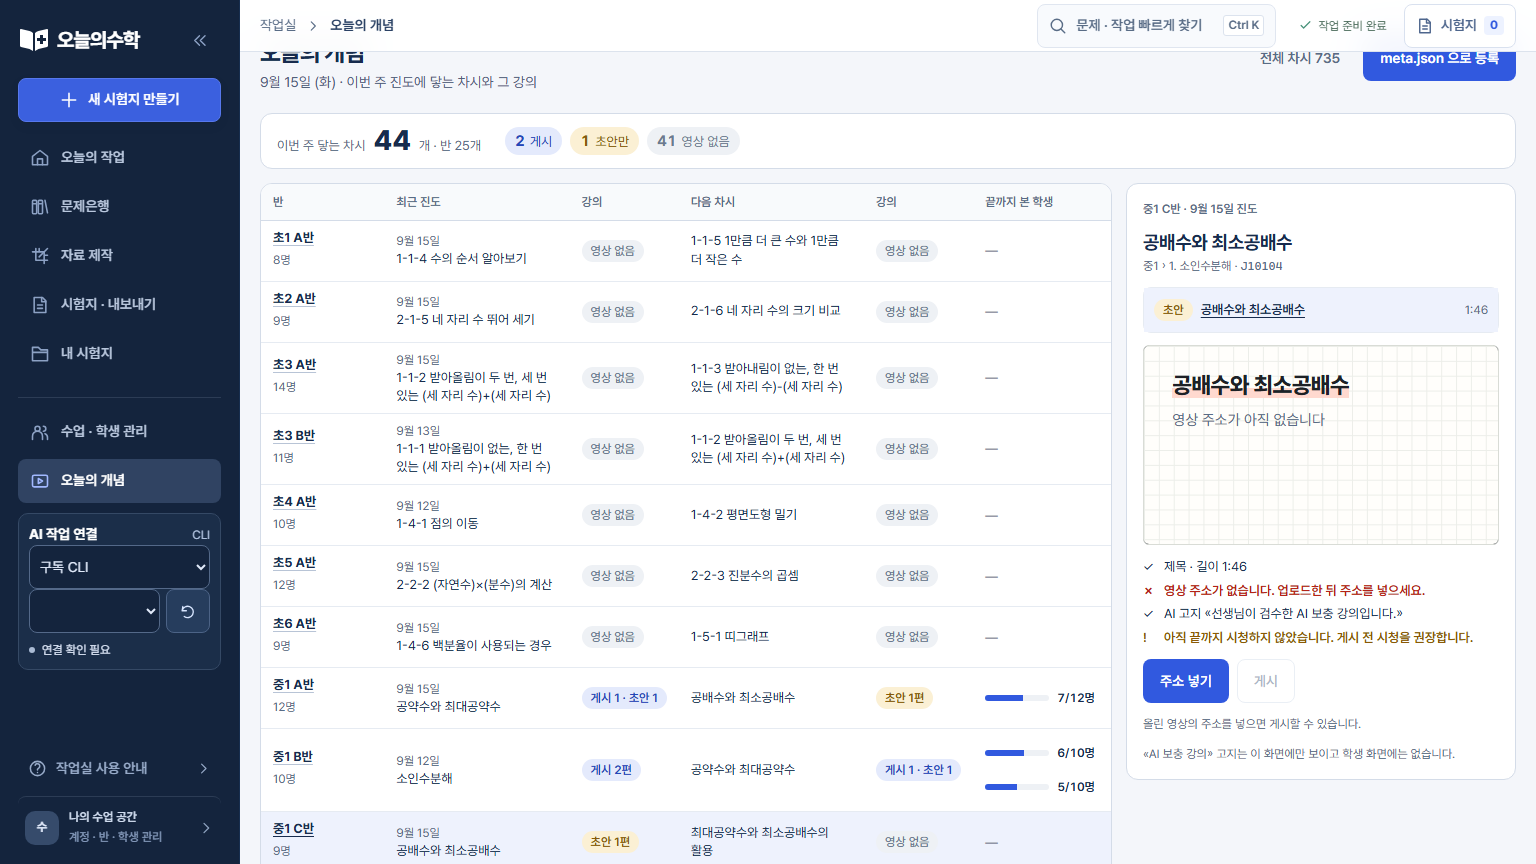 오늘의수학
새 시험지 만들기
오늘의 작업
문제은행
자료 제작
시험지 · 내보내기
내 시험지
수업 · 학생 관리
오늘의 개념
AI 작업 연결
CLI
구독 CLI
연결 확인 필요
작업실 사용 안내
수
나의 수업 공간
계정 · 반 · 학생 관리
작업실
오늘의 개념
문제 · 작업 빠르게 찾기
Ctrl K
작업 준비 완료
시험지
0
오늘의 개념
9월 15일 (화) · 이번 주 진도에 닿는 차시와 그 강의
전체 차시 735
meta.json 으로 등록
이번 주 닿는 차시 44 개 · 반 25개
2 게시
1 초안만
41 영상 없음
반
최근 진도
강의
다음 차시
강의
끝까지 본 학생
초1 A반
8명
9월 15일
1-1-4 수의 순서 알아보기
영상 없음
1-1-5 1만큼 더 큰 수와 1만큼
더 작은 수
영상 없음
—
초2 A반
9명
9월 15일
2-1-5 네 자리 수 뛰어 세기
영상 없음
2-1-6 네 자리 수의 크기 비교
영상 없음
—
초3 A반
14명
9월 15일
1-1-2 받아올림이 두 번, 세 번
있는 (세 자리 수)+(세 자리 수)
영상 없음
1-1-3 받아내림이 없는, 한 번
있는 (세 자리 수)-(세 자리 수)
영상 없음
—
초3 B반
11명
9월 13일
1-1-1 받아올림이 없는, 한 번
있는 (세 자리 수)+(세 자리 수)
영상 없음
1-1-2 받아올림이 두 번, 세 번
있는 (세 자리 수)+(세 자리 수)
영상 없음
—
초4 A반
10명
9월 12일
1-4-1 점의 이동
영상 없음
1-4-2 평면도형 밀기
영상 없음
—
초5 A반
12명
9월 15일
2-2-2 (자연수)×(분수)의 계산
영상 없음
2-2-3 진분수의 곱셈
영상 없음
—
초6 A반
9명
9월 15일
1-4-6 백분율이 사용되는 경우
영상 없음
1-5-1 띠그래프
영상 없음
—
중1 A반
12명
9월 15일
공약수와 최대공약수
게시 1 · 초안 1
공배수와 최소공배수
초안 1편
7/12명
중1 B반
10명
9월 12일
소인수분해
게시 2편
공약수와 최대공약수
게시 1 · 초안 1
6/10명
5/10명
중1 C반
9명
9월 15일
공배수와 최소공배수
초안 1편
최대공약수와 최소공배수의
활용
영상 없음
—
중1 C반 · 9월 15일 진도
공배수와 최소공배수
중1 › 1. 소인수분해 · J10104
초안
공배수와 최소공배수
1:46
공배수와 최소공배수
영상 주소가 아직 없습니다
✓ 제목 · 길이 1:46
× 영상 주소가 없습니다. 업로드한 뒤 주소를 넣으세요.
✓ AI 고지 «선생님이 검수한 AI 보충 강의입니다.»
! 아직 끝까지 시청하지 않았습니다. 게시 전 시청을 권장합니다.
주소 넣기
게시
올린 영상의 주소를 넣으면 게시할 수 있습니다.
«AI 보충 강의» 고지는 이 화면에만 보이고 학생 화면에는 없습니다.